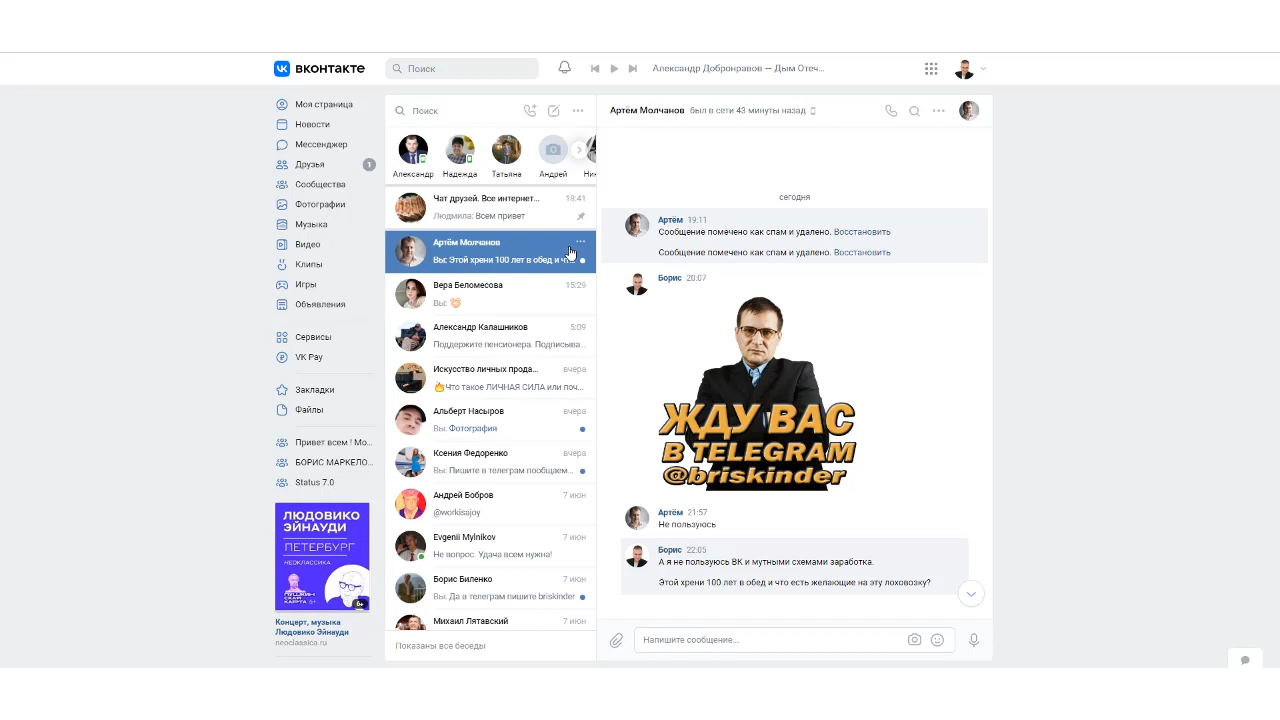 вконтакте
Поиск
Александр Добронравов — Дым Отеч...
Моя страница
Новости
Мессенджер
Друзья
1
Сообщества
Фотографии
Музыка
Видео
Клипы
Игры
Объявления
Сервисы
VK Pay
Закладки
Файлы
Привет всем ! Мо...
БОРИС МАРКЕЛО...
Status 7.0
ЛЮДОВИКО
ЭЙНАУДИ
ПЕТЕРБУРГ
НЕОКЛАССИКА
6+
Концерт, музыка
Людовико Эйнауди
neoclassica.ru
Поиск
Александр
Надежда
Татьяна
Андрей
Чат друзей. Все интернет...
18:41
Людмила: Всем привет
Артём Молчанов
Вы: Этой хрени 100 лет в обед и
Вера Беломесова
15:29
Вы:
Александр Калашников
5:09
Поддержите пенсионера. Подписыва...
Искусство личных прода...
вчера
Что такое ЛИЧНАЯ СИЛА или поч...
Альберт Насыров
вчера
Вы: Фотография
Ксения Федоренко
вчера
Вы: Пишите в телеграм пообщаем...
Андрей Бобров
7 июн
@workisajoy
Evgenii Mylnikov
7 июн
Не вопрос. Удача всем нужна!
Борис Биленко
7 июн
Вы: Да в телеграм пишите briskinder
Михаил Лятавский
7 июн
Показаны все беседы
Артём Молчанов был в сети 43 минуты назад
сегодня
Артём 19:11
Сообщение помечено как спам и удалено. Восстановить
Сообщение помечено как спам и удалено. Восстановить
Борис 20:07
ЖДУ ВАС
В TELEGRAM
@briskinder
Артём 21:57
Не пользуюсь
Борис 22:05
А я не пользуюсь ВК и мутными схемами заработка.
Этой хрени 100 лет в обед и что есть желающие на эту лоховозку?
Напишите сообщение...